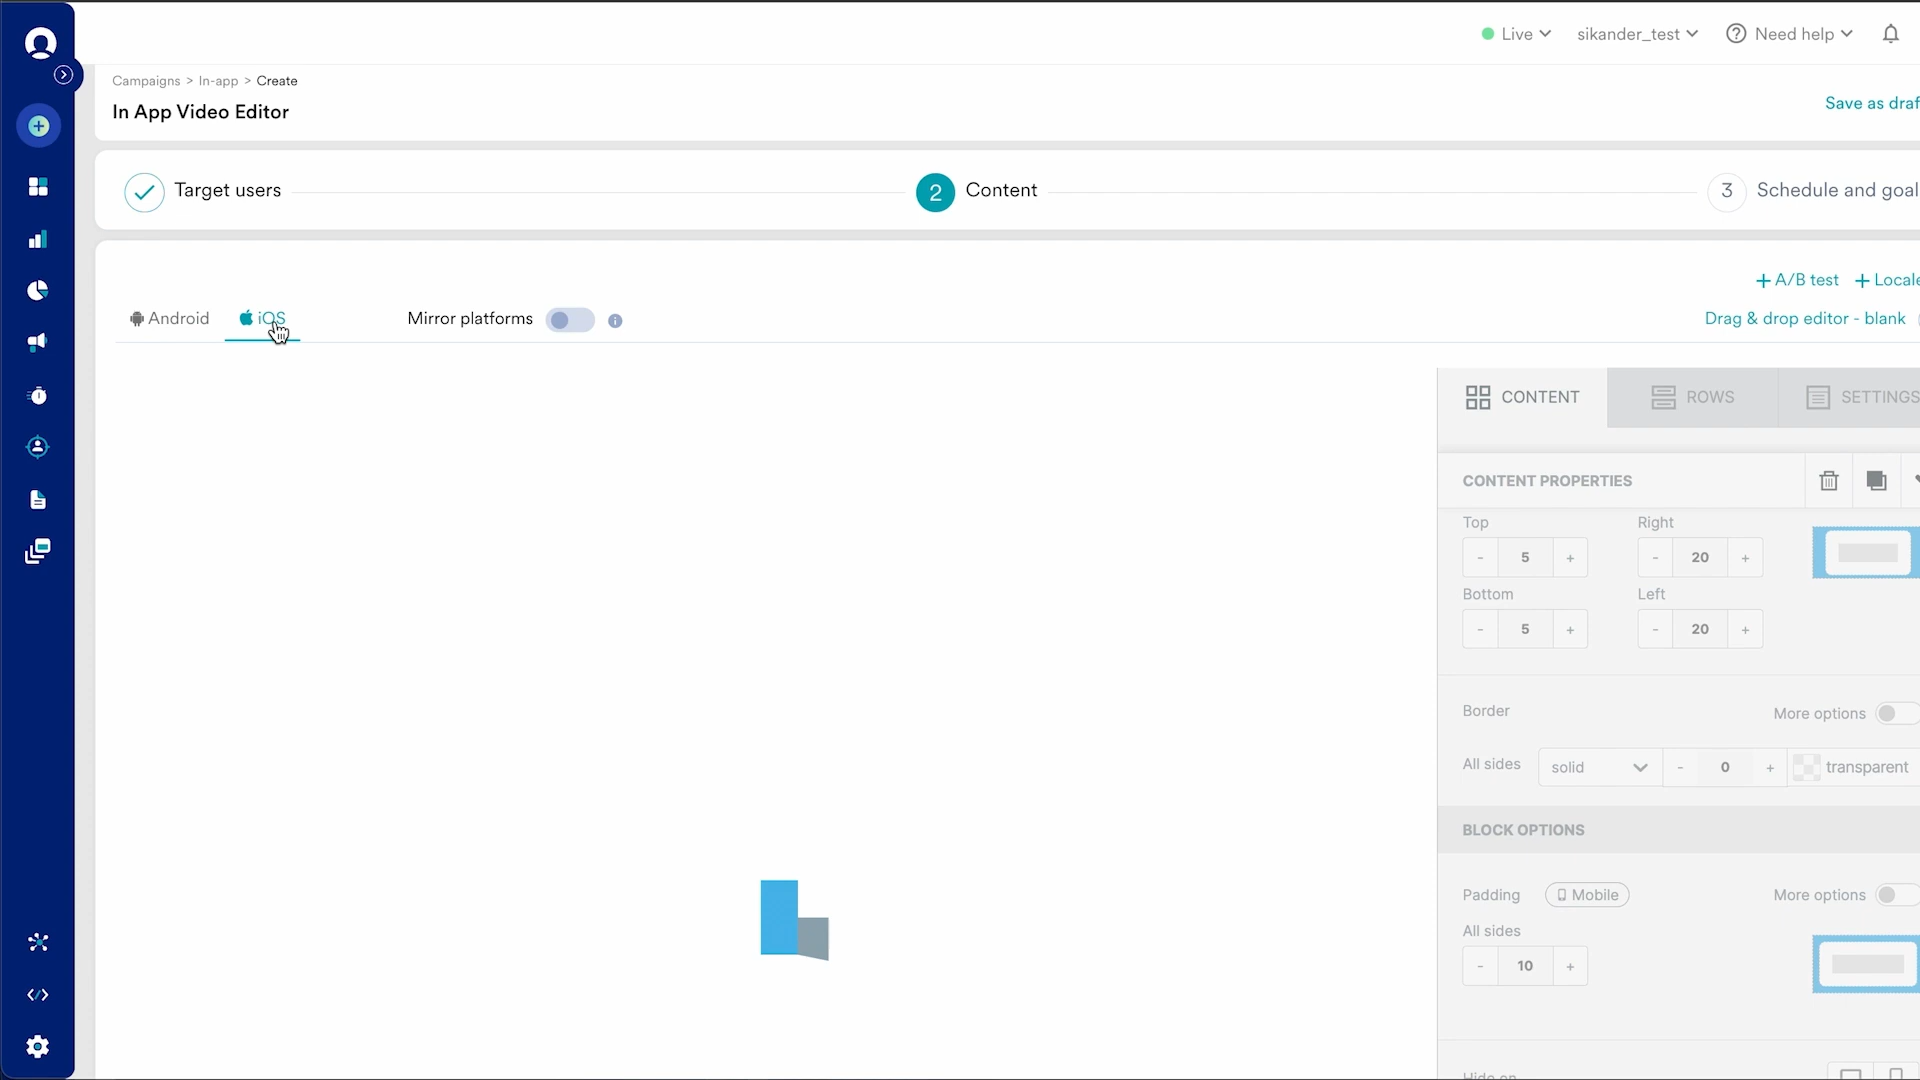 Live
sikander_test
Need help
Campaigns > In-app > Create
In App Video Editor
Save as draf
Target users
2 Content
3 Schedule and goal
+ A/B test
+ Locale
Android
iOS
Mirror platforms
Drag & drop editor - blank
CONTENT
ROWS
SETTINGS
CONTENT PROPERTIES
Top
Right
- 5 +
- 20 +
Bottom
Left
- 5 +
- 20 +
Border
More options
All sides
solid
- 0 +
transparent
BLOCK OPTIONS
Padding
Mobile
More options
All sides
- 10 +
Hide on